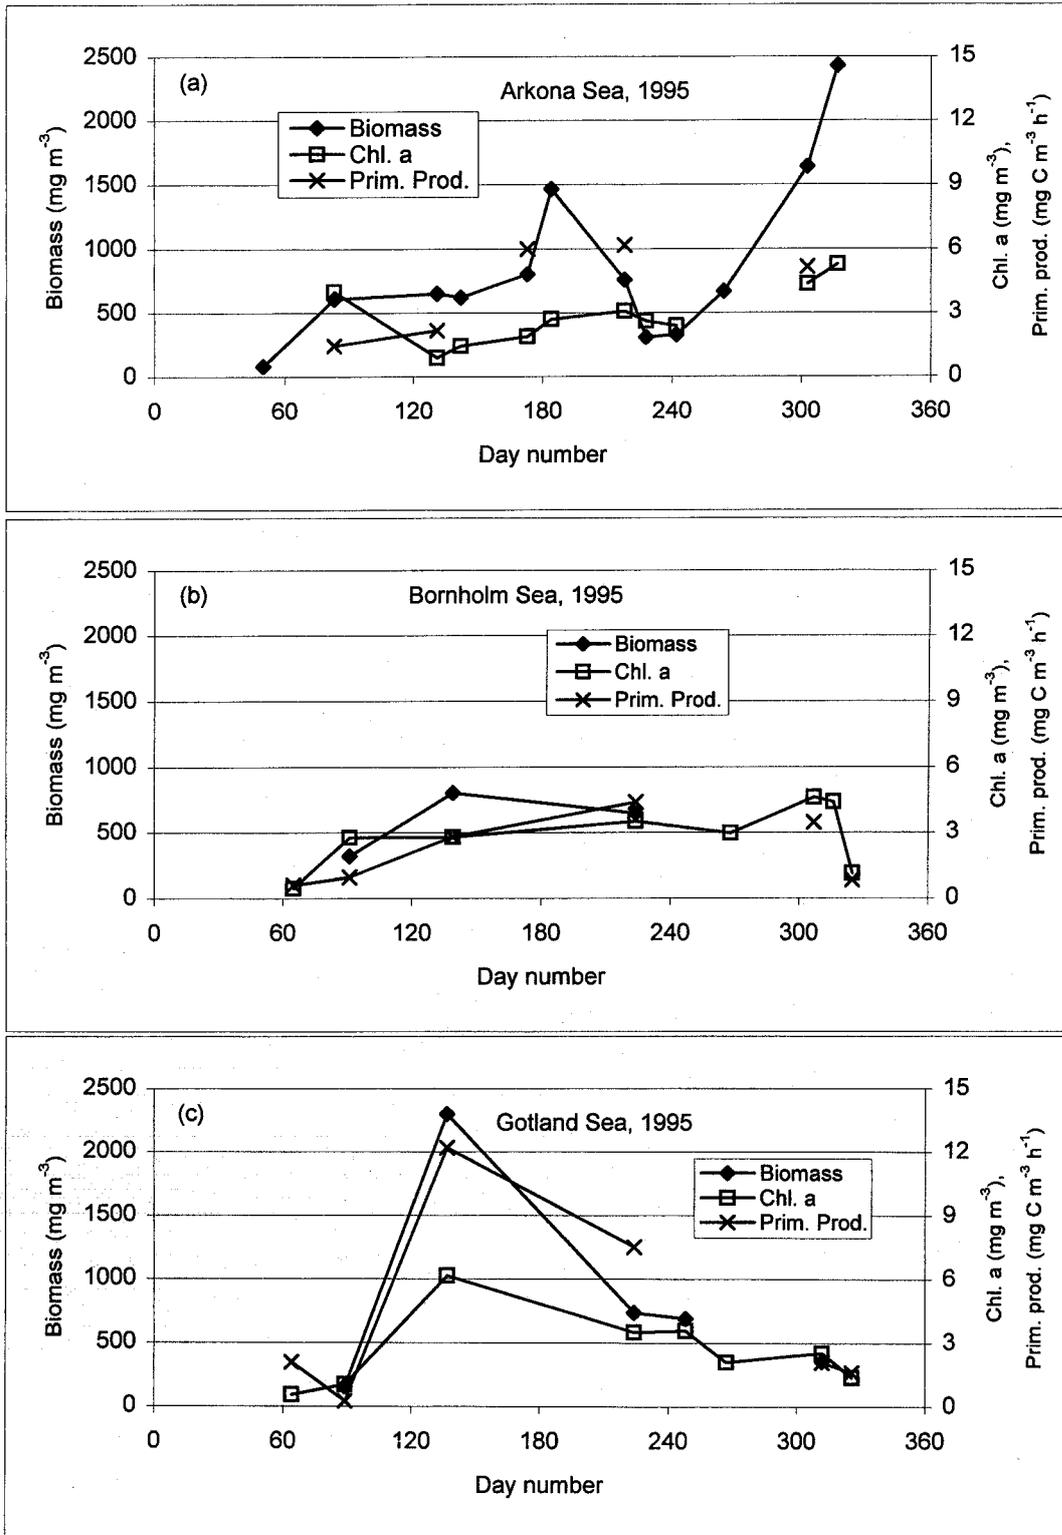 (a)
Arkona Sea, 1995
Biomass
Chl. a
Prim. Prod.
2500
2000
1500
1000
500
0
15
12
9
6
3
0
0 60 120 180 240 300 360
Day number
Biomass (mg m⁻³)
Chl. a (mg m⁻³),
Prim. prod. (mg C m⁻³ h⁻¹)
(b)
Bornholm Sea, 1995
Biomass
Chl. a
Prim. Prod.
2500
2000
1500
1000
500
0
15
12
9
6
3
0
0 60 120 180 240 300 360
Day number
Biomass (mg m⁻³)
Chl. a (mg m⁻³),
Prim. prod. (mg C m⁻³ h⁻¹)
(c)
Gotland Sea, 1995
Biomass
Chl. a
Prim. Prod.
2500
2000
1500
1000
500
0
15
12
9
6
3
0
0 60 120 180 240 300 360
Day number
Biomass (mg m⁻³)
Chl. a (mg m⁻³),
Prim. prod. (mg C m⁻³ h⁻¹)